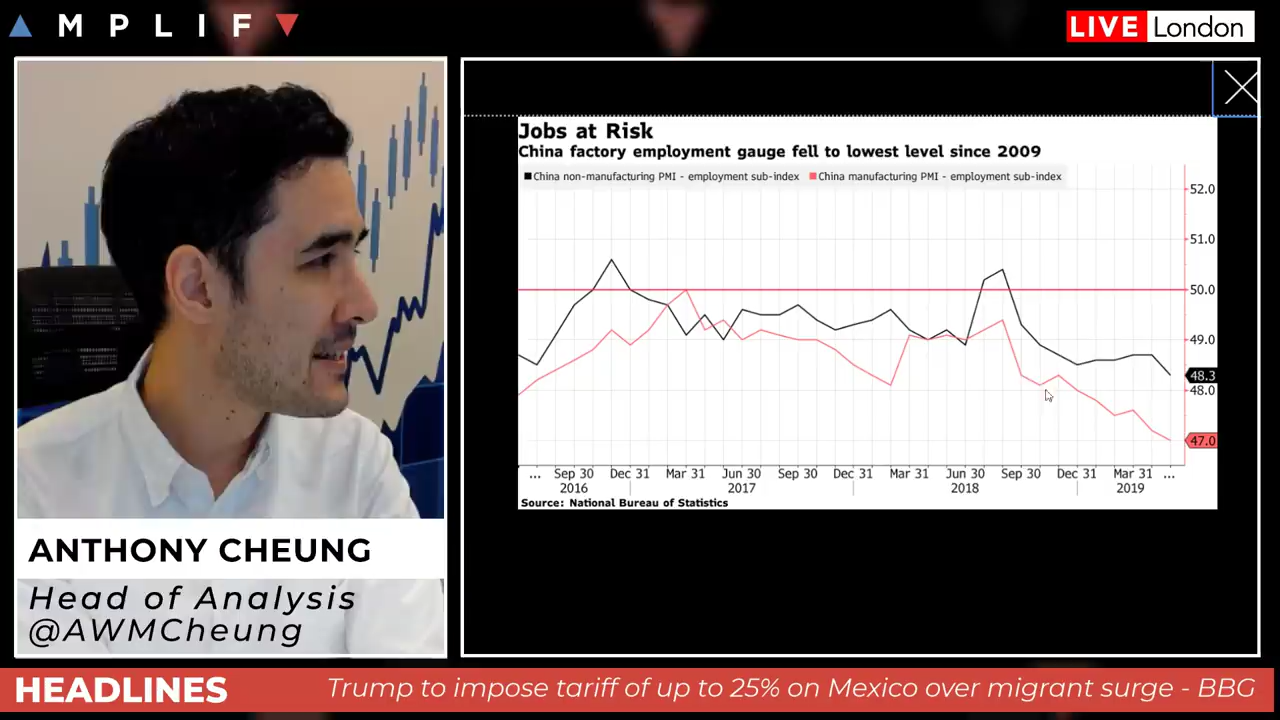 AMPLIFY
LIVE London
Jobs at Risk
China factory employment gauge fell to lowest level since 2009
China non-manufacturing PMI - employment sub-index China manufacturing PMI - employment sub-index
52.0
51.0
50.0
49.0
48.3
48.0
47.0
... Sep 30 Dec 31 Mar 31 Jun 30 Sep 30 Dec 31 Mar 31 Jun 30 Sep 30 Dec 31 Mar 31 ...
2016 2017 2018 2019
Source: National Bureau of Statistics
ANTHONY CHEUNG
Head of Analysis
@AWMCheung
HEADLINES Trump to impose tariff of up to 25% on Mexico over migrant surge - BBG